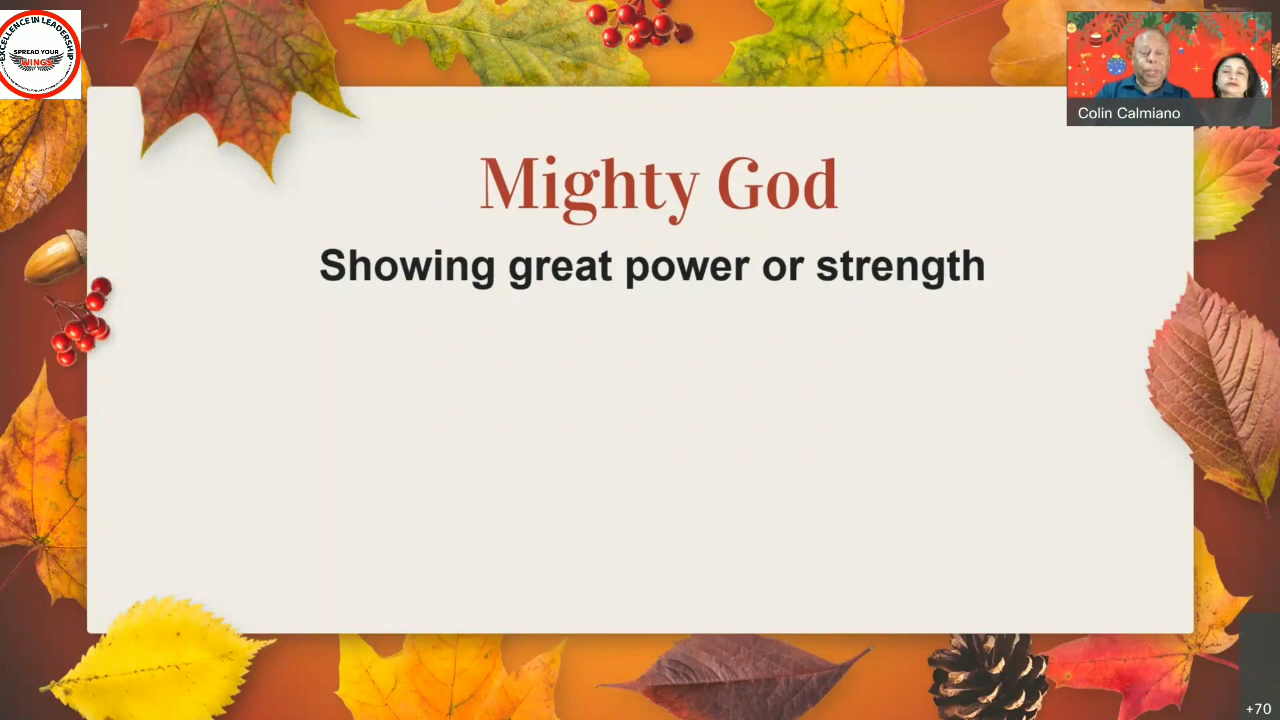 EXCELLENCE IN LEADERSHIP
SPREAD YOUR
WINGS
Colin Calmiano
Mighty God
Showing great power or strength
+70